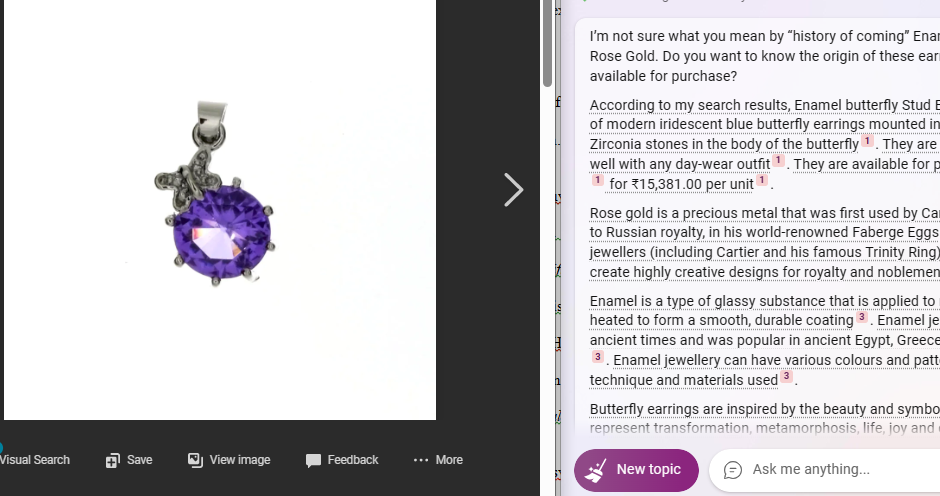 I’m not sure what you mean by “history of coming”
Rose Gold. Do you want to know the origin of these
available for purchase?
According to my search results, Enamel butterfly Stud
of modern iridescent blue butterfly earrings mounted in
Zirconia stones in the body of the butterfly 1 . They are
well with any day-wear outfit 1 . They are available for
1 for ₹15,381.00 per unit 1 .
Rose gold is a precious metal that was first used by
to Russian royalty, in his world-renowned Faberge Eggs
jewellers (including Cartier and his famous Trinity Ring)
create highly creative designs for royalty and noblemen
Enamel is a type of glassy substance that is applied to
heated to form a smooth, durable coating 3 . Enamel
ancient times and was popular in ancient Egypt, Greece
3 . Enamel jewellery can have various colours and
technique and materials used 3 .
Butterfly earrings are inspired by the beauty and
represent transformation, metamorphosis, life, joy and
Visual Search Save View image Feedback More
New topic Ask me anything...